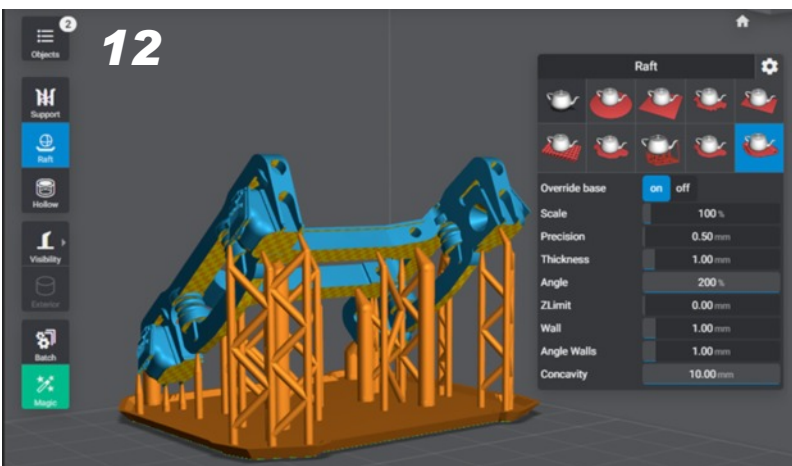 2
Objects
12
Support
Raft
Hollow
Visibility
Exterior
Batch
Magic
Raft
Override base on off
Scale 100 %
Precision 0.50 mm
Thickness 1.00 mm
Angle 200 %
ZLimit 0.00 mm
Wall 1.00 mm
Angle Walls 1.00 mm
Concavity 10.00 mm